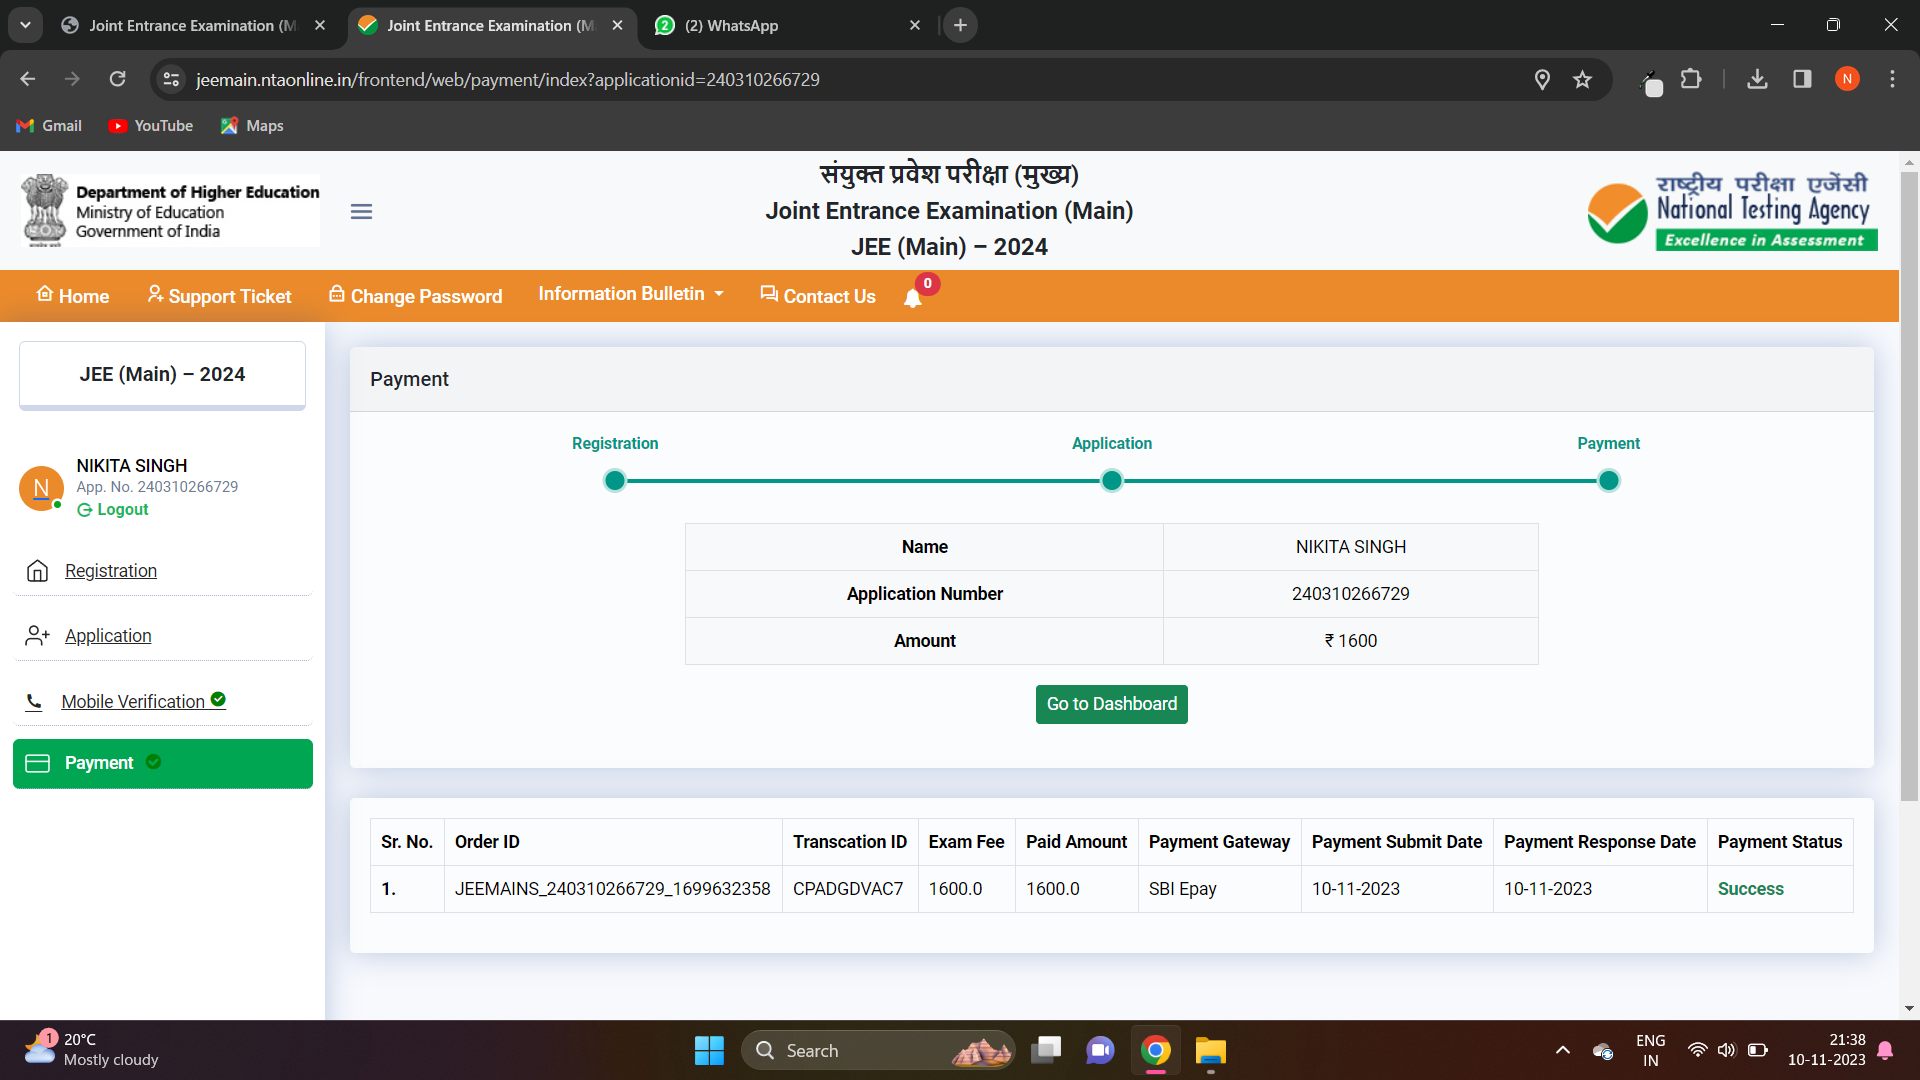 Joint Entrance Examination (M
Joint Entrance Examination (M
(2) WhatsApp
jeemain.ntaonline.in/frontend/web/payment/index?applicationid=240310266729
N
Gmail
YouTube
Maps
Department of Higher Education
Ministry of Education
Government of India
संयुक्त प्रवेश परीक्षा (मुख्य)
Joint Entrance Examination (Main)
JEE (Main) – 2024
राष्ट्रीय परीक्षा एजेंसी
National Testing Agency
Excellence in Assessment
Home
Support Ticket
Change Password
Information Bulletin
Contact Us
0
JEE (Main) – 2024
N
NIKITA SINGH
App. No. 240310266729
Logout
Registration
Application
Mobile Verification
Payment
Payment
Registration Application Payment
Name NIKITA SINGH
Application Number 240310266729
Amount ₹ 1600
Go to Dashboard
Sr. No. Order ID Transcation ID Exam Fee Paid Amount Payment Gateway Payment Submit Date Payment Response Date Payment Status
1. JEEMAINS_240310266729_1699632358 CPADGDVAC7 1600.0 1600.0 SBI Epay 10-11-2023 10-11-2023 Success
1
20°C
Mostly cloudy
Search
ENG
IN
21:38
10-11-2023